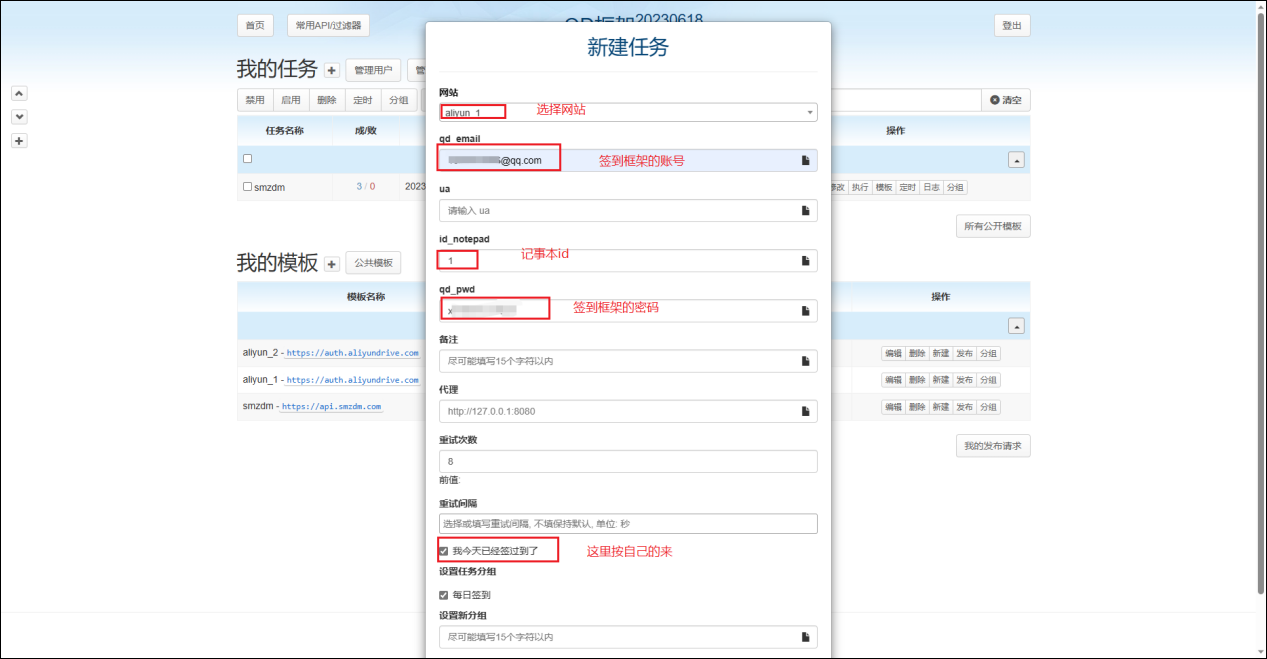 首页
常用API/过滤器
QD框架20230618
登出
我的任务
管理用户
管
禁用
启用
删除
定时
分组
清空
任务名称
成/败
操作
smzdm
3 / 0
2023
修改
执行
模板
定时
日志
分组
所有公开模板
我的模板
公共模板
模板名称
操作
aliyun_2 - https://auth.aliyundrive.com
编辑 删除 新建 发布 分组
aliyun_1 - https://auth.aliyundrive.com
编辑 删除 新建 发布 分组
smzdm - https://api.smzdm.com
编辑 删除 新建 发布 分组
我的发布请求
新建任务
网站
aliyun_1
选择网站
qd_email
@qq.com
签到框架的账号
ua
请输入 ua
id_notepad
1
记事本id
qd_pwd
x
签到框架的密码
备注
尽可能填写15个字符以内
代理
http://127.0.0.1:8080
重试次数
8
前值:
重试间隔
选择或填写重试间隔, 不填保持默认, 单位: 秒
我今天已经签过到了
这里按自己的来
设置任务分组
每日签到
设置新分组
尽可能填写15个字符以内